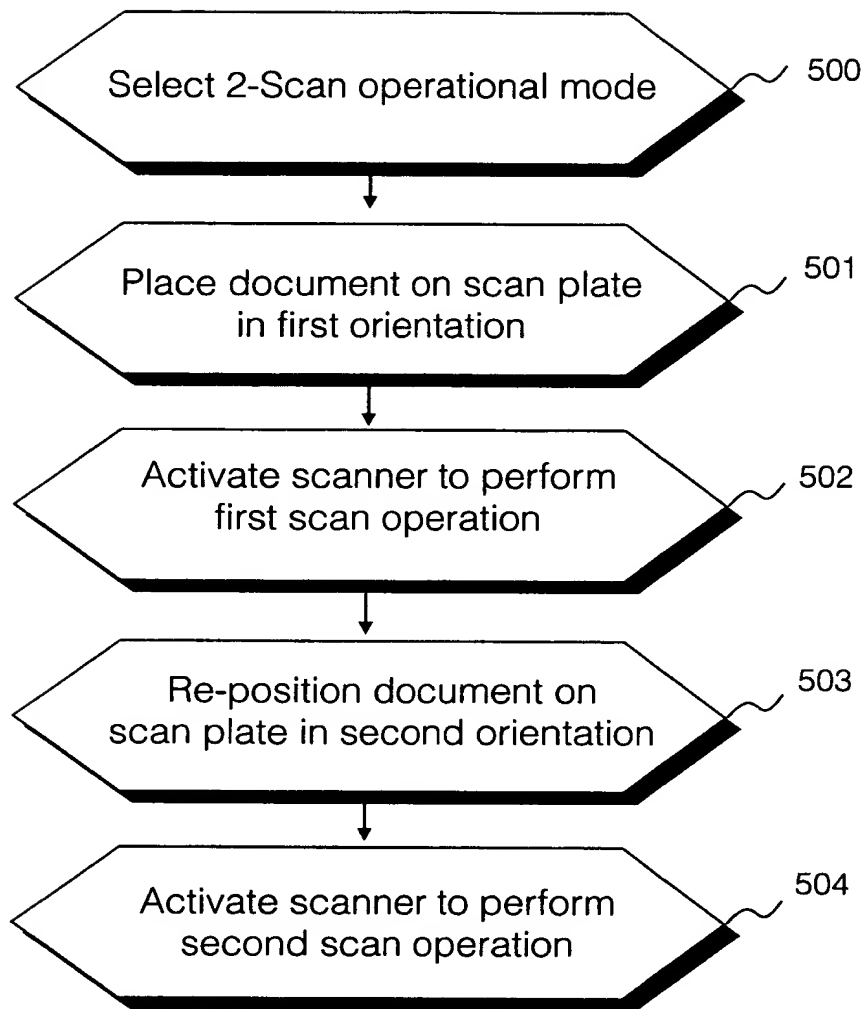 Select 2-Scan operational mode
500
Place document on scan plate
in first orientation
501
Activate scanner to perform
first scan operation
502
Re-position document on
scan plate in second orientation
503
Activate scanner to perform
second scan operation
504